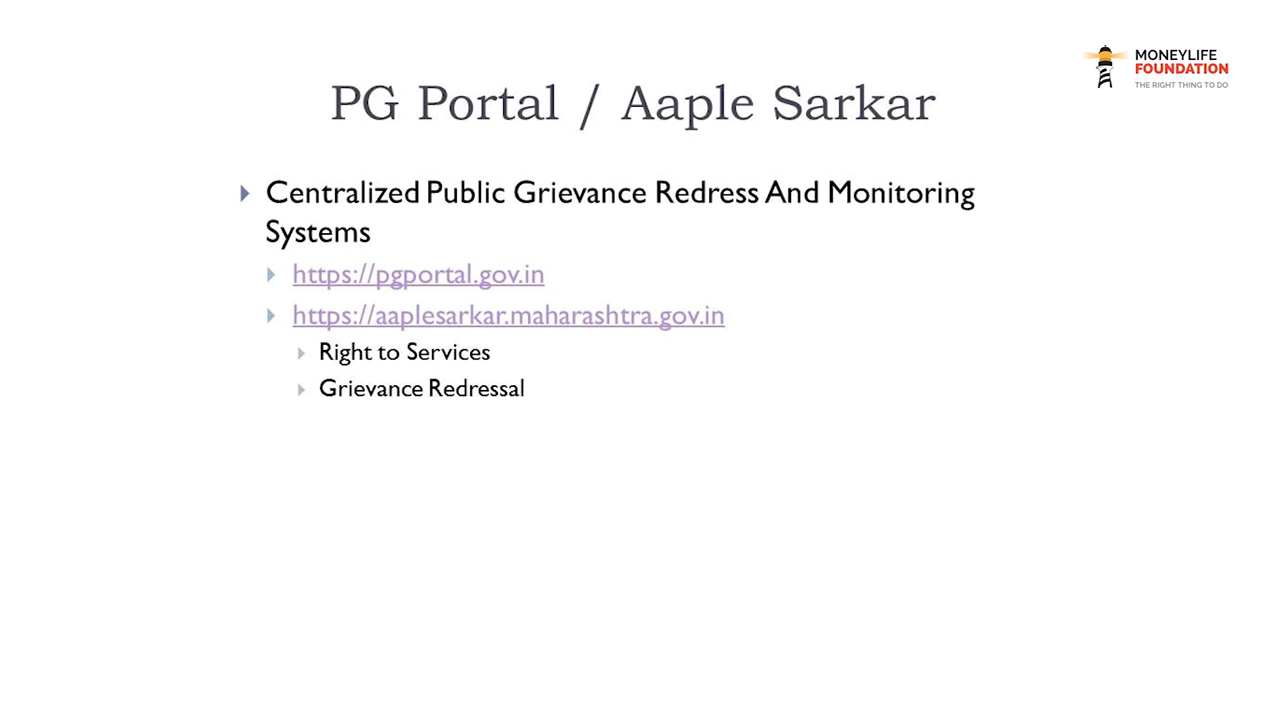 MONEYLIFE
FOUNDATION
THE RIGHT THING TO DO
PG Portal / Aaple Sarkar
Centralized Public Grievance Redress And Monitoring
Systems
https://pgportal.gov.in
https://aaplesarkar.maharashtra.gov.in
Right to Services
Grievance Redressal